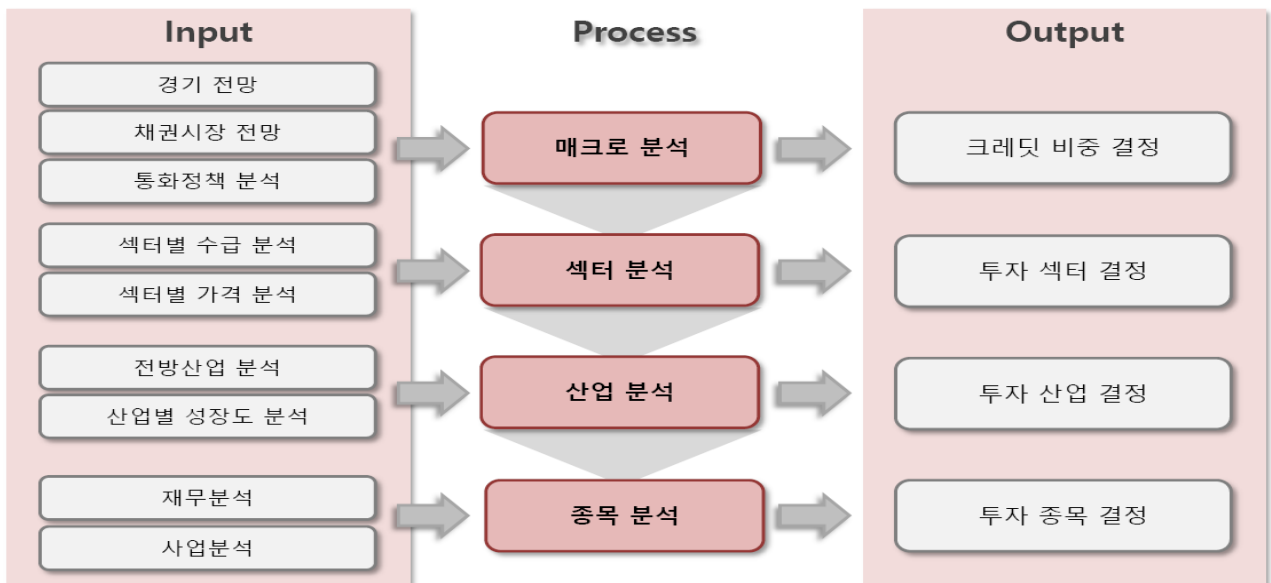 Input
Process
Output
경기 전망
채권시장 전망
통화정책 분석
매크로 분석
크레딧 비중 결정
섹터별 수급 분석
섹터별 가격 분석
섹터 분석
투자 섹터 결정
전방산업 분석
산업별 성장도 분석
산업 분석
투자 산업 결정
재무분석
사업분석
종목 분석
투자 종목 결정